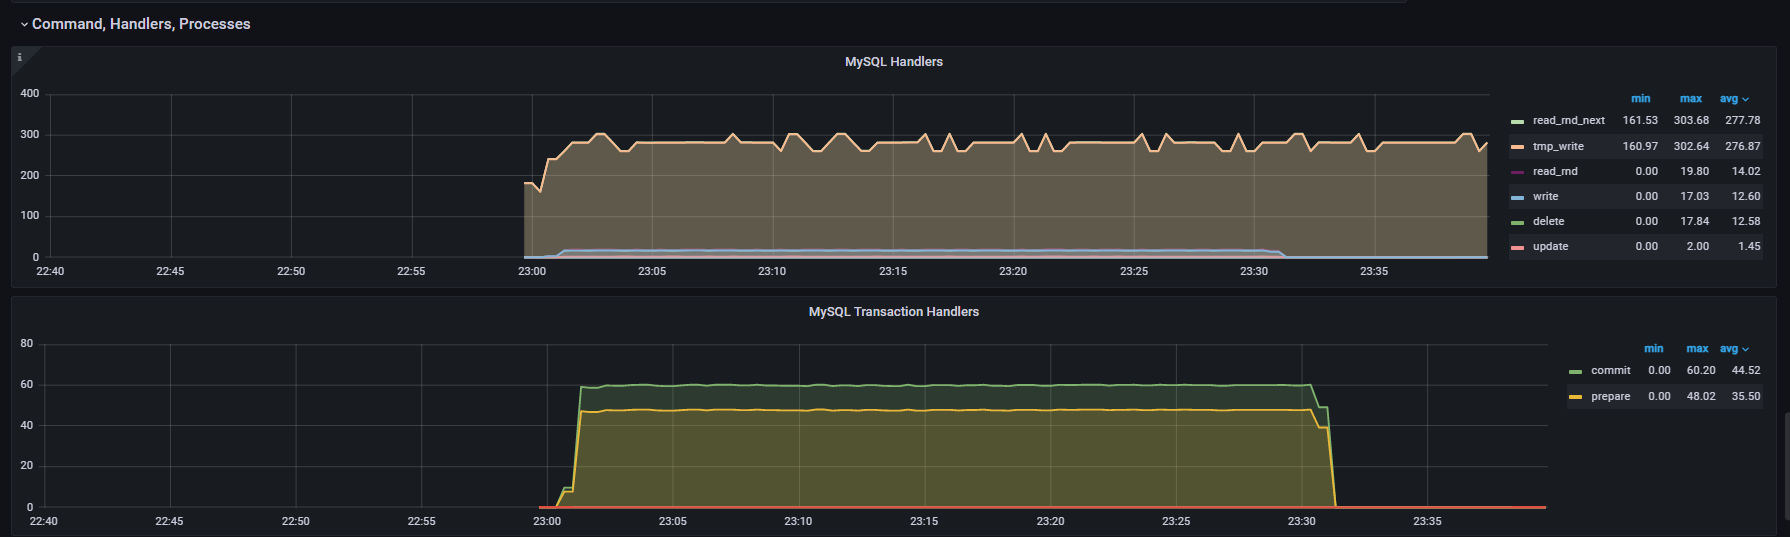 Command, Handlers, Processes
i
MySQL Handlers
400
300
200
100
0
22:40 22:45 22:50 22:55 23:00 23:05 23:10 23:15 23:20 23:25 23:30 23:35
min max avg
read_rnd_next 161.53 303.68 277.78
tmp_write 160.97 302.64 276.87
read_rnd 0.00 19.80 14.02
write 0.00 17.03 12.60
delete 0.00 17.84 12.58
update 0.00 2.00 1.45
MySQL Transaction Handlers
80
60
40
20
0
22:40 22:45 22:50 22:55 23:00 23:05 23:10 23:15 23:20 23:25 23:30 23:35
min max avg
commit 0.00 60.20 44.52
prepare 0.00 48.02 35.50